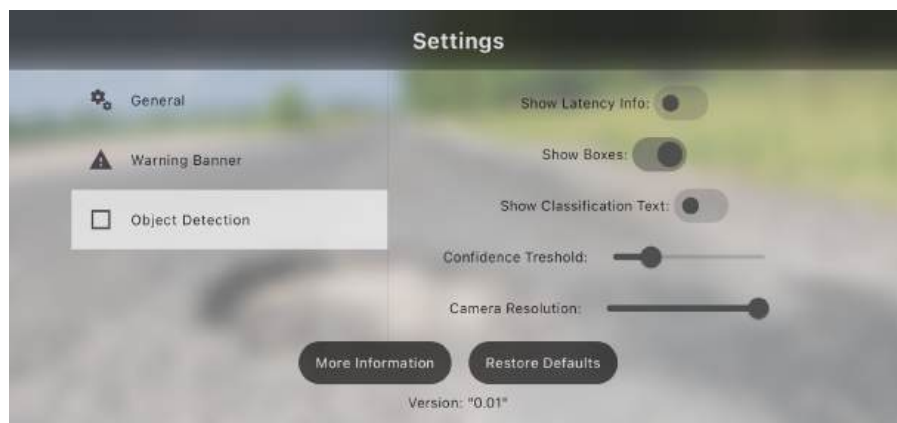 Settings
General
Warning Banner
Object Detection
Show Latency Info:
Show Boxes:
Show Classification Text:
Confidence Treshold:
Camera Resolution:
More Information
Restore Defaults
Version: "0.01"